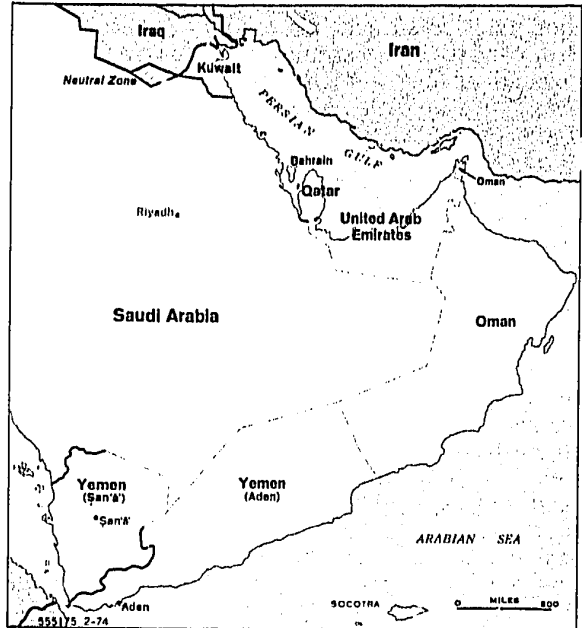 Iraq
Iran
Kuwait
Neutral Zone
PERSIAN
GULF
Bahrain
Qatar
Oman
Riyadh
United Arab
Emirates
Saudi Arabia
Oman
Yemen
(Ṣan'ā')
Yemen
(Aden)
Ṣan'ā'
ARABIAN SEA
Aden
SOCOTRA
0 MILES 300
555175 2-74